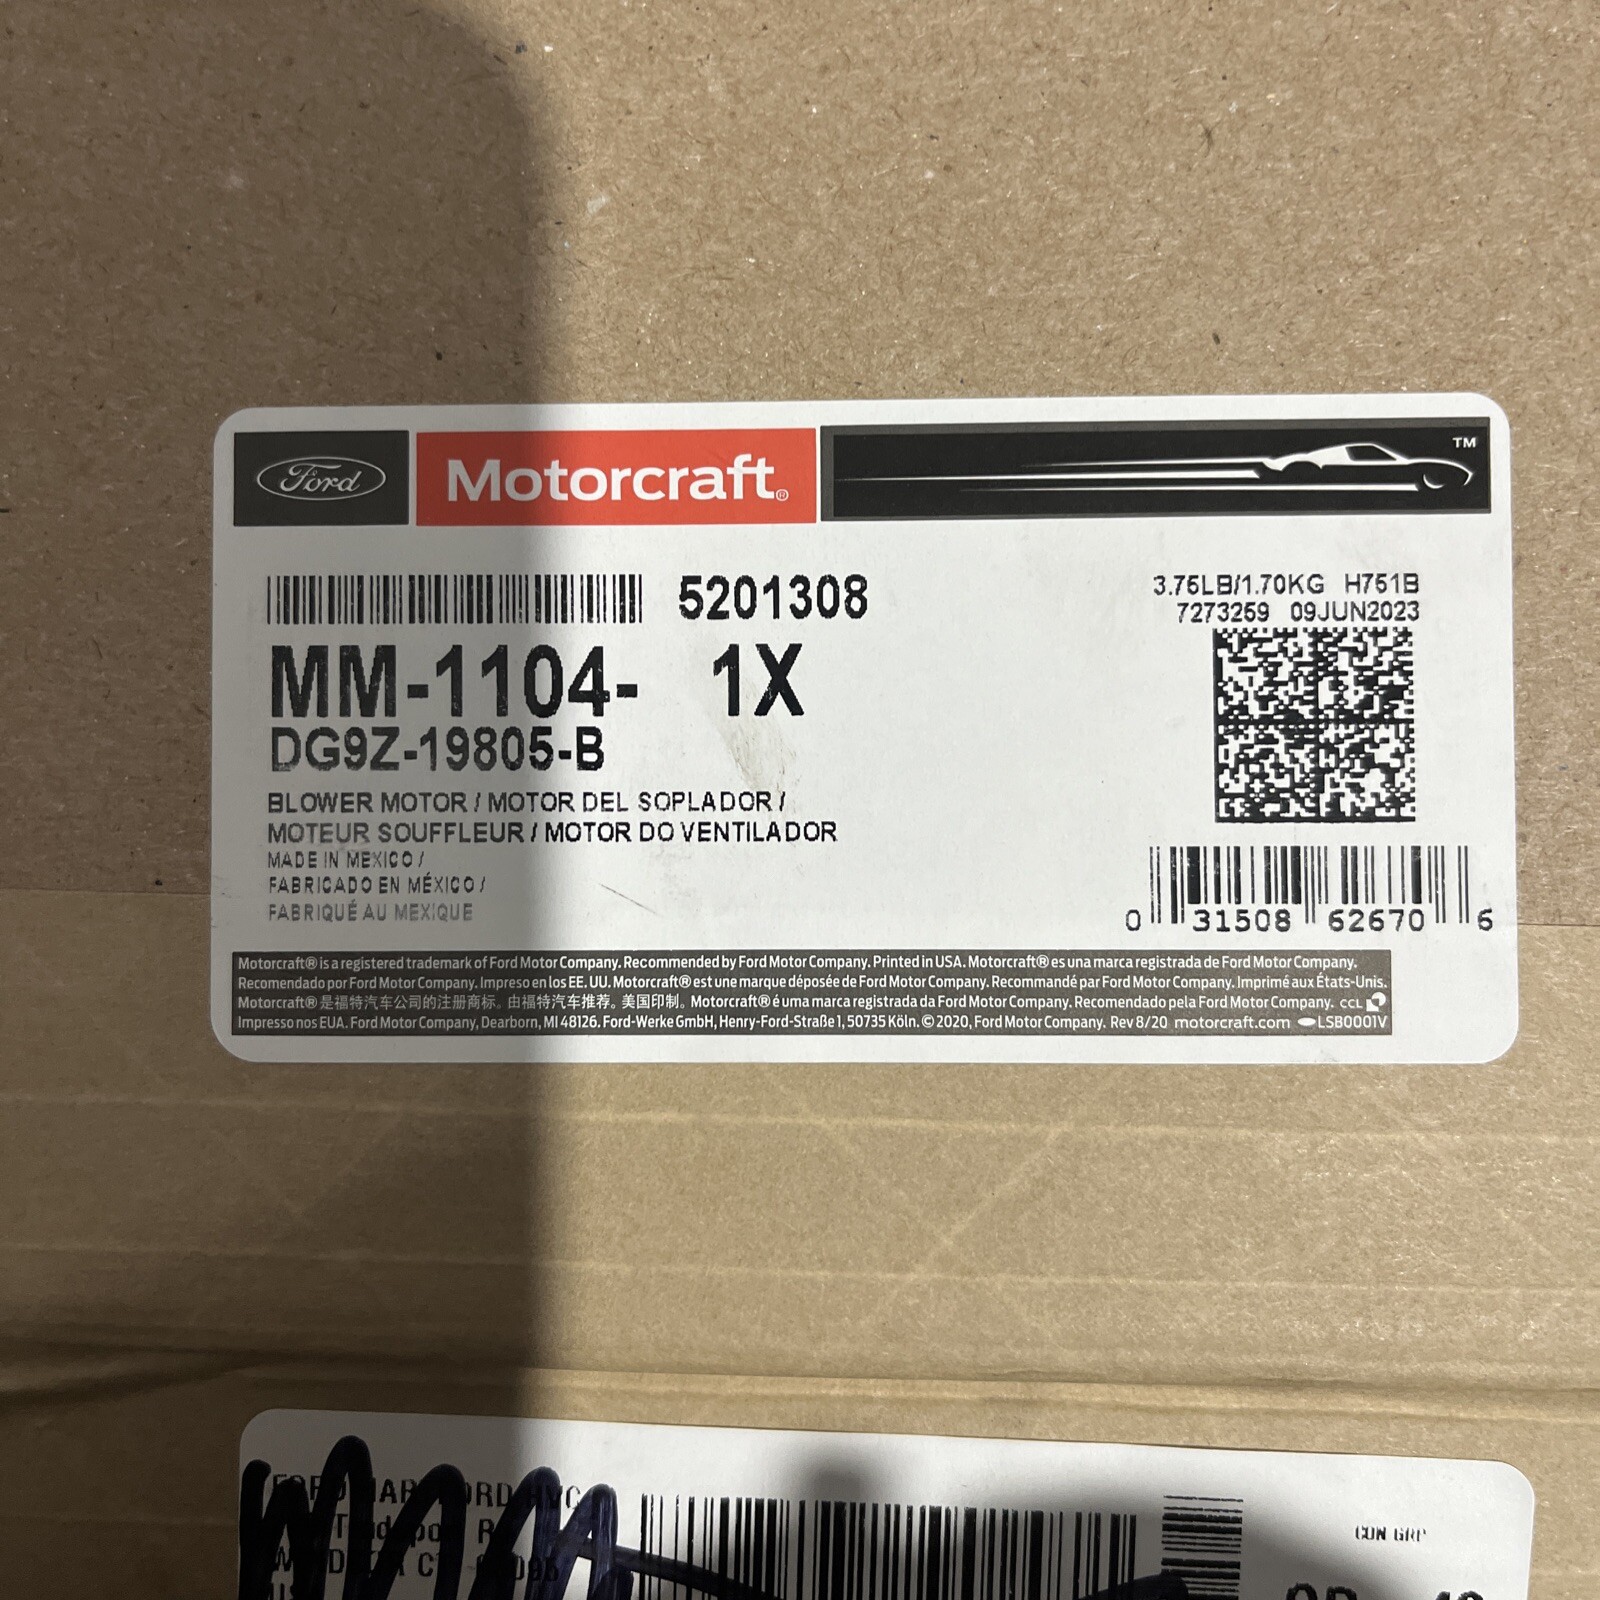 Ford
Motorcraft®
TM
5201308
3.75LB/1.70KG H751B
7273259 09JUN2023
MM-1104- 1X
DG9Z-19805-B
BLOWER MOTOR / MOTOR DEL SOPLADOR /
MOTEUR SOUFFLEUR / MOTOR DO VENTILADOR
MADE IN MEXICO /
FABRICADO EN MÉXICO /
FABRIQUÉ AU MEXIQUE
0 31508 62670 6
Motorcraft® is a registered trademark of Ford Motor Company. Recommended by Ford Motor Company. Printed in USA. Motorcraft® es una marca registrada de Ford Motor Company.
Recomendado por Ford Motor Company. Impreso en los EE. UU. Motorcraft® est une marque déposée de Ford Motor Company. Recommandé par Ford Motor Company. Imprimé aux États-Unis.
Motorcraft® 是福特汽车公司的注册商标。由福特汽车推荐。美国印制。Motorcraft® é uma marca registrada da Ford Motor Company. Recomendado pela Ford Motor Company. CCL
Impresso nos EUA. Ford Motor Company, Dearborn, MI 48126. Ford-Werke GmbH, Henry-Ford-Straße 1, 50735 Köln. © 2020, Ford Motor Company. Rev 8/20 motorcraft.com LSB0001V
CON GRP